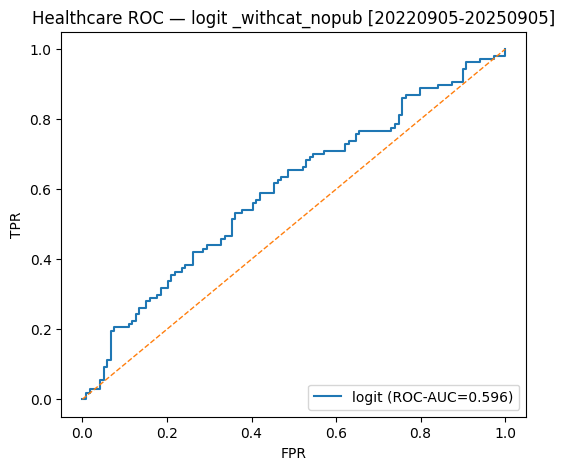 Healthcare ROC — logit _withcat_nopub [20220905-20250905]
1.0
0.8
0.6
0.4
0.2
0.0
TPR
logit (ROC-AUC=0.596)
0.0 0.2 0.4 0.6 0.8 1.0
FPR